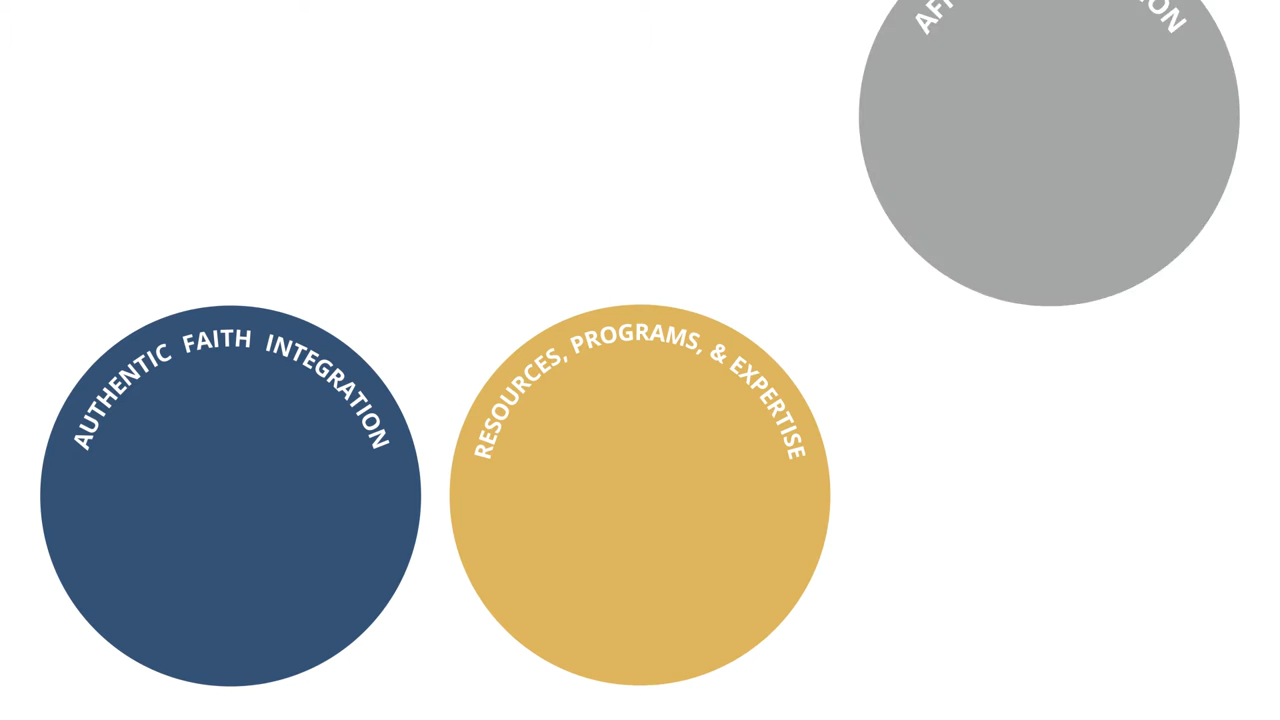 AUTHENTIC FAITH INTEGRATION
RESOURCES, PROGRAMS, & EXPERTISE